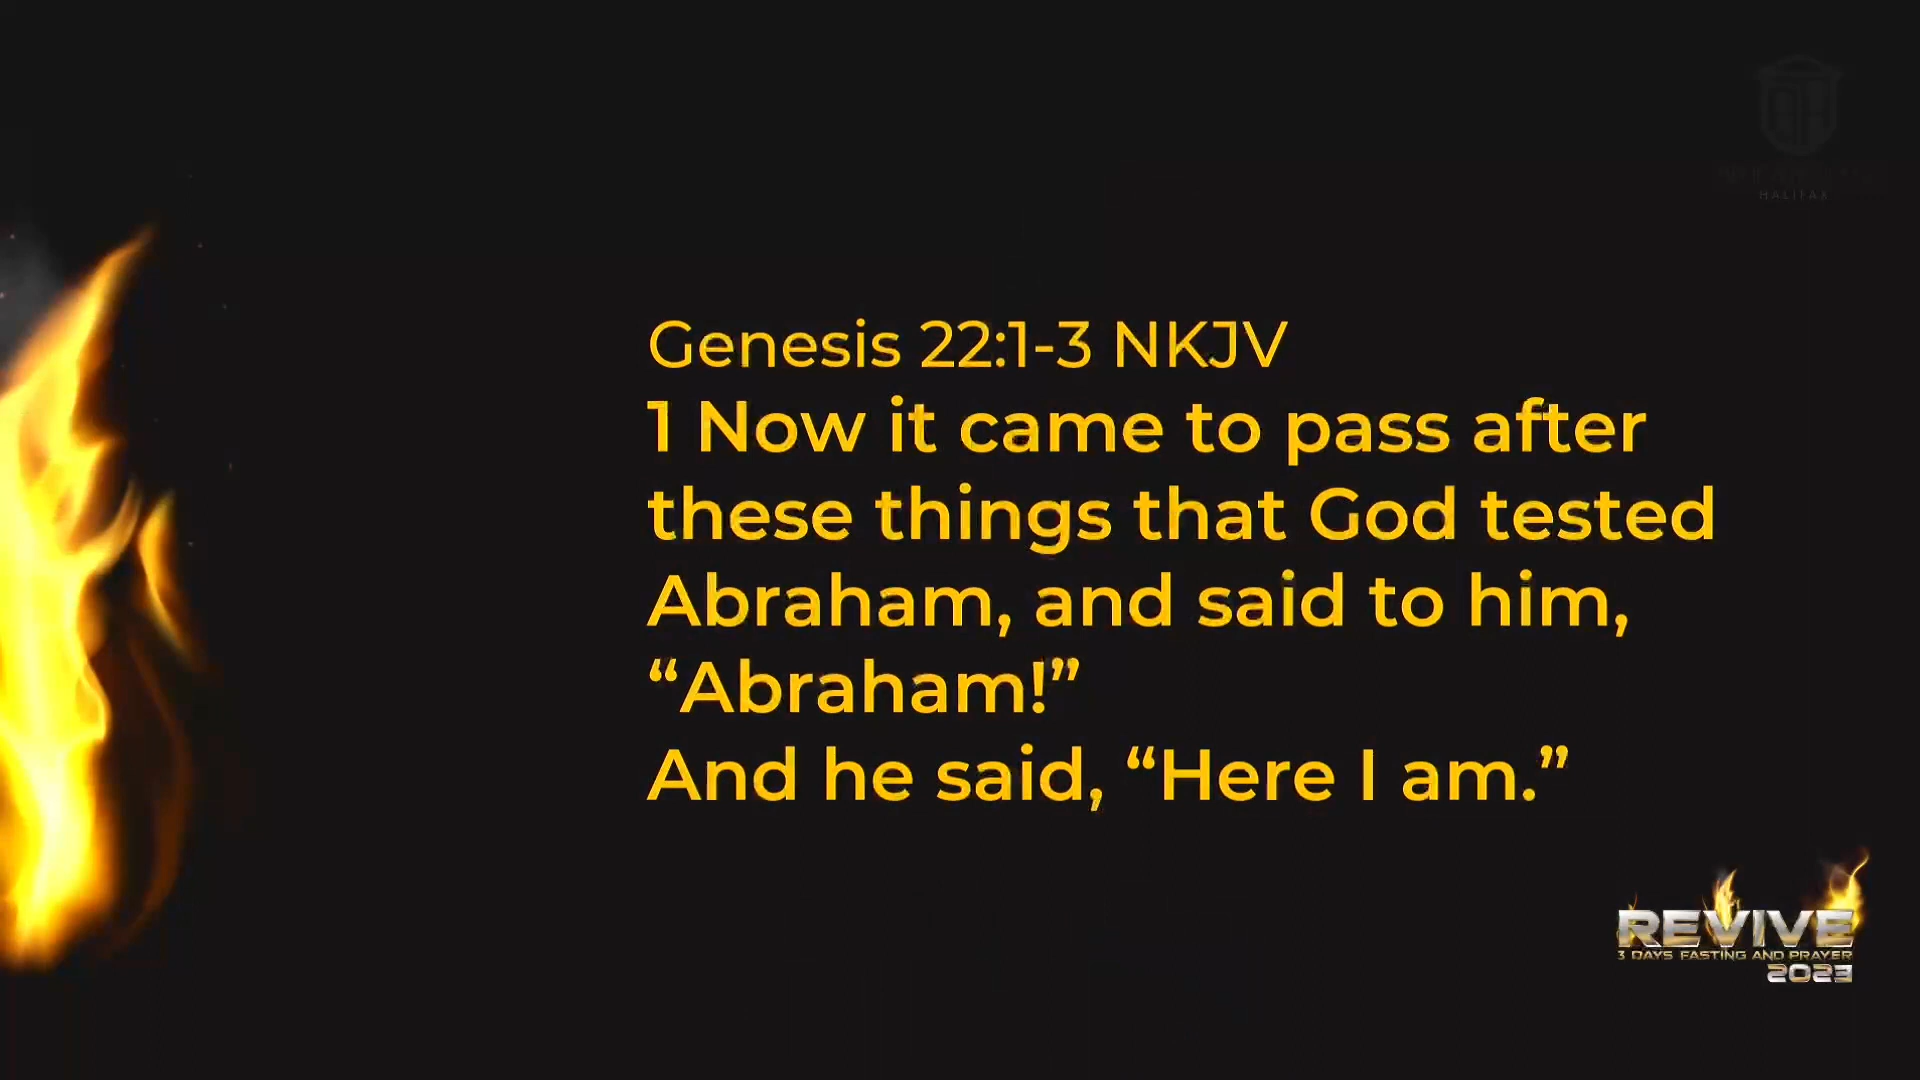 HALIFAX
Genesis 22:1-3 NKJV
1 Now it came to pass after
these things that God tested
Abraham, and said to him,
“Abraham!”
And he said, “Here I am.”
REVIVE
3 DAYS FASTING AND PRAYER
2023